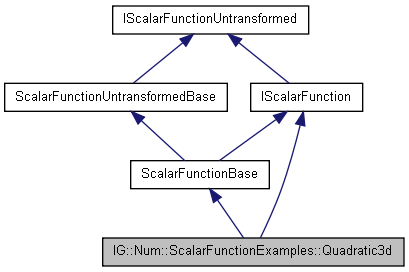 IScalarFunctionUntransformed
ScalarFunctionUntransformedBase
IScalarFunction
ScalarFunctionBase
IG::Num::ScalarFunctionExamples::Quadratic3d